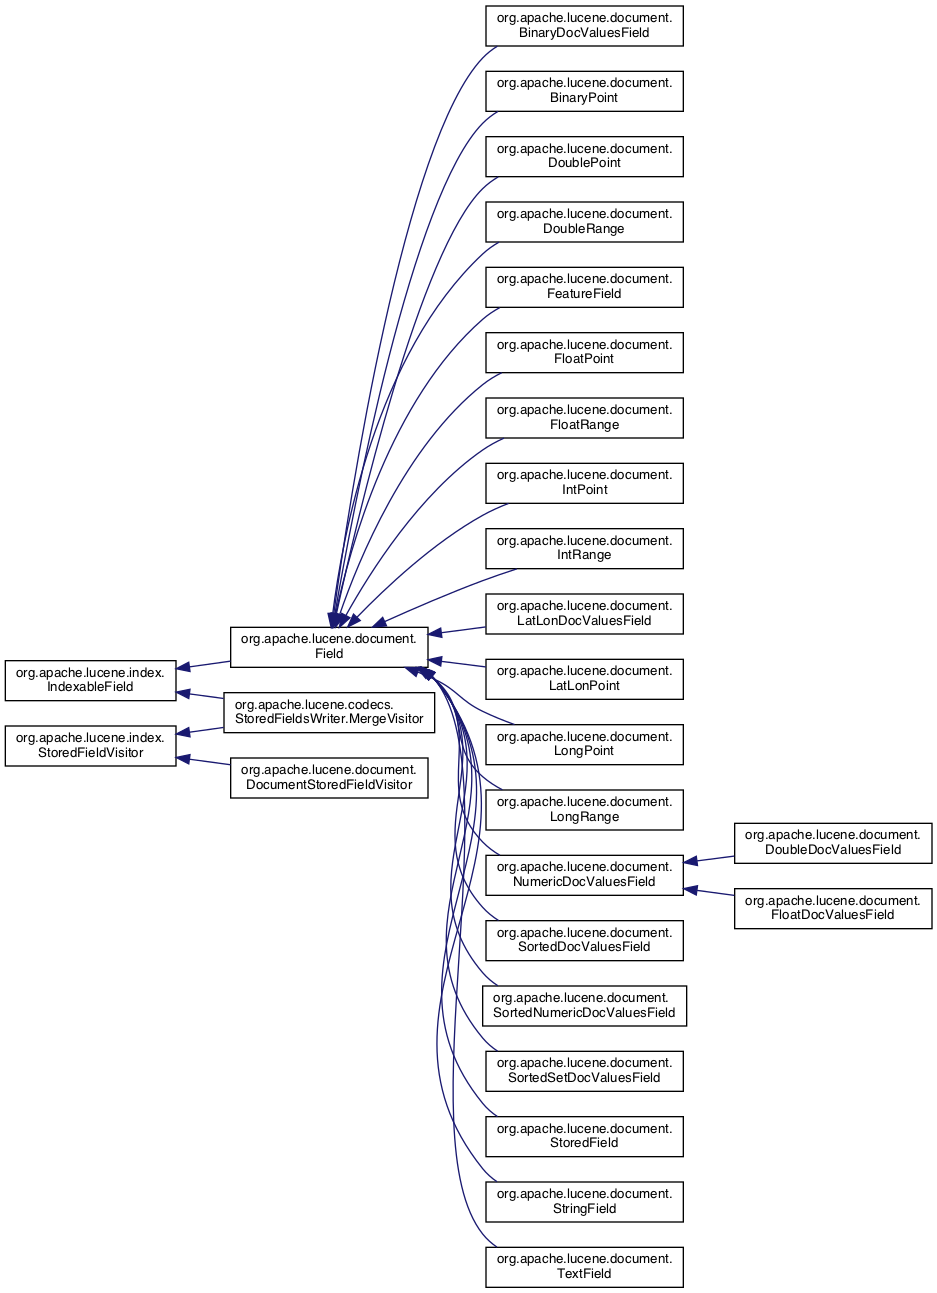 org.apache.lucene.document.
BinaryDocValuesField
org.apache.lucene.document.
BinaryPoint
org.apache.lucene.document.
DoublePoint
org.apache.lucene.document.
DoubleRange
org.apache.lucene.document.
FeatureField
org.apache.lucene.document.
FloatPoint
org.apache.lucene.document.
FloatRange
org.apache.lucene.document.
IntPoint
org.apache.lucene.document.
IntRange
org.apache.lucene.document.
LatLonDocValuesField
org.apache.lucene.document.
Field
org.apache.lucene.index.
IndexableField
org.apache.lucene.document.
LatLonPoint
org.apache.lucene.codecs.
StoredFieldsWriter.MergeVisitor
org.apache.lucene.index.
StoredFieldVisitor
org.apache.lucene.document.
LongPoint
org.apache.lucene.document.
DocumentStoredFieldVisitor
org.apache.lucene.document.
LongRange
org.apache.lucene.document.
DoubleDocValuesField
org.apache.lucene.document.
NumericDocValuesField
org.apache.lucene.document.
FloatDocValuesField
org.apache.lucene.document.
SortedDocValuesField
org.apache.lucene.document.
SortedNumericDocValuesField
org.apache.lucene.document.
SortedSetDocValuesField
org.apache.lucene.document.
StoredField
org.apache.lucene.document.
StringField
org.apache.lucene.document.
TextField